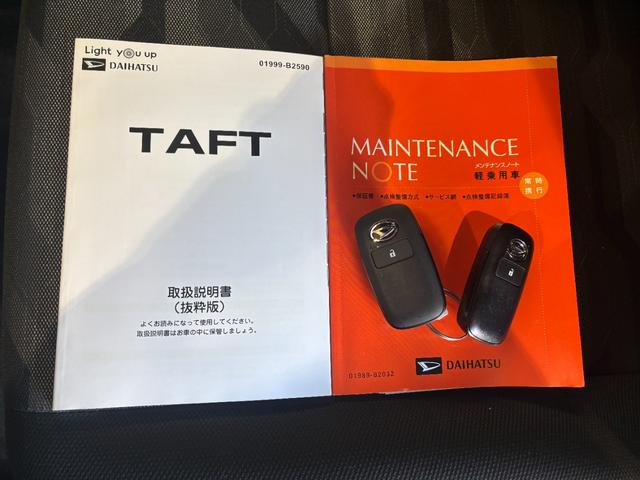 Light you up
DAIHATSU
01999-B2590
TAFT
取扱説明書
（抜粋版）
よくお読みになって使用してください。
取扱説明書はお車の中に保管しましょう。
MAINTENANCE
NOTE
メンテナンスノート
軽乗用車
常時
携行
●保証書 ●点検整備方式 ●サービス網 ●点検整備記録簿
DAIHATSU
01989-B2032